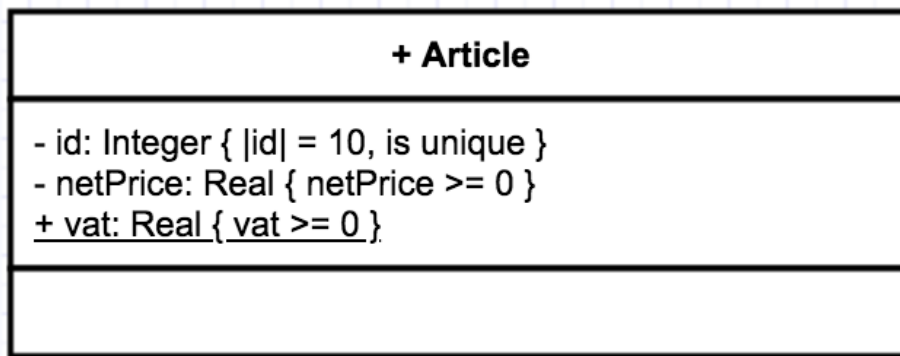 + Article
- id: Integer { |id| = 10, is unique }
- netPrice: Real { netPrice >= 0 }
+ vat: Real { vat >= 0 }